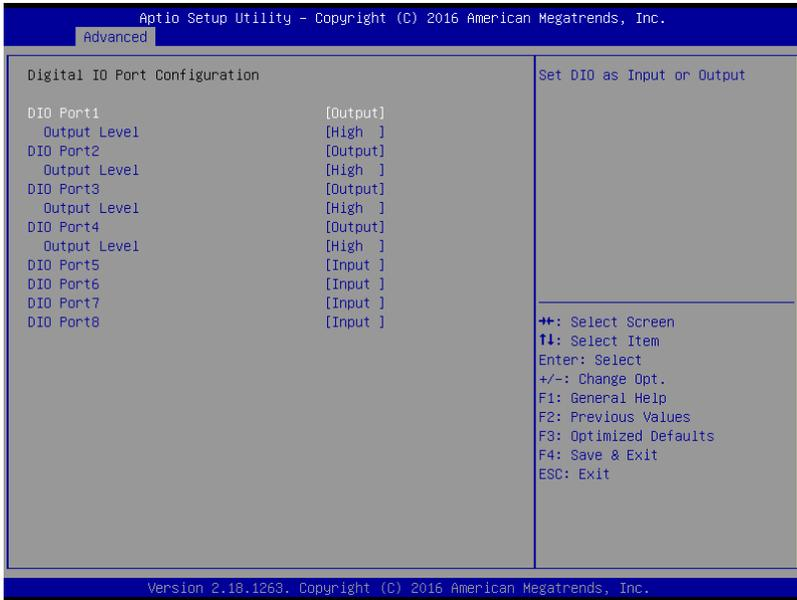 Aptio Setup Utility – Copyright (C) 2016 American Megatrends, Inc.
Advanced
Digital IO Port Configuration
DIO Port1 [Output]
Output Level [High ]
DIO Port2 [Output]
Output Level [High ]
DIO Port3 [Output]
Output Level [High ]
DIO Port4 [Output]
Output Level [High ]
DIO Port5 [Input ]
DIO Port6 [Input ]
DIO Port7 [Input ]
DIO Port8 [Input ]
Set DIO as Input or Output
→←: Select Screen
↑↓: Select Item
Enter: Select
+/-: Change Opt.
F1: General Help
F2: Previous Values
F3: Optimized Defaults
F4: Save & Exit
ESC: Exit
Version 2.18.1263. Copyright (C) 2016 American Megatrends, Inc.